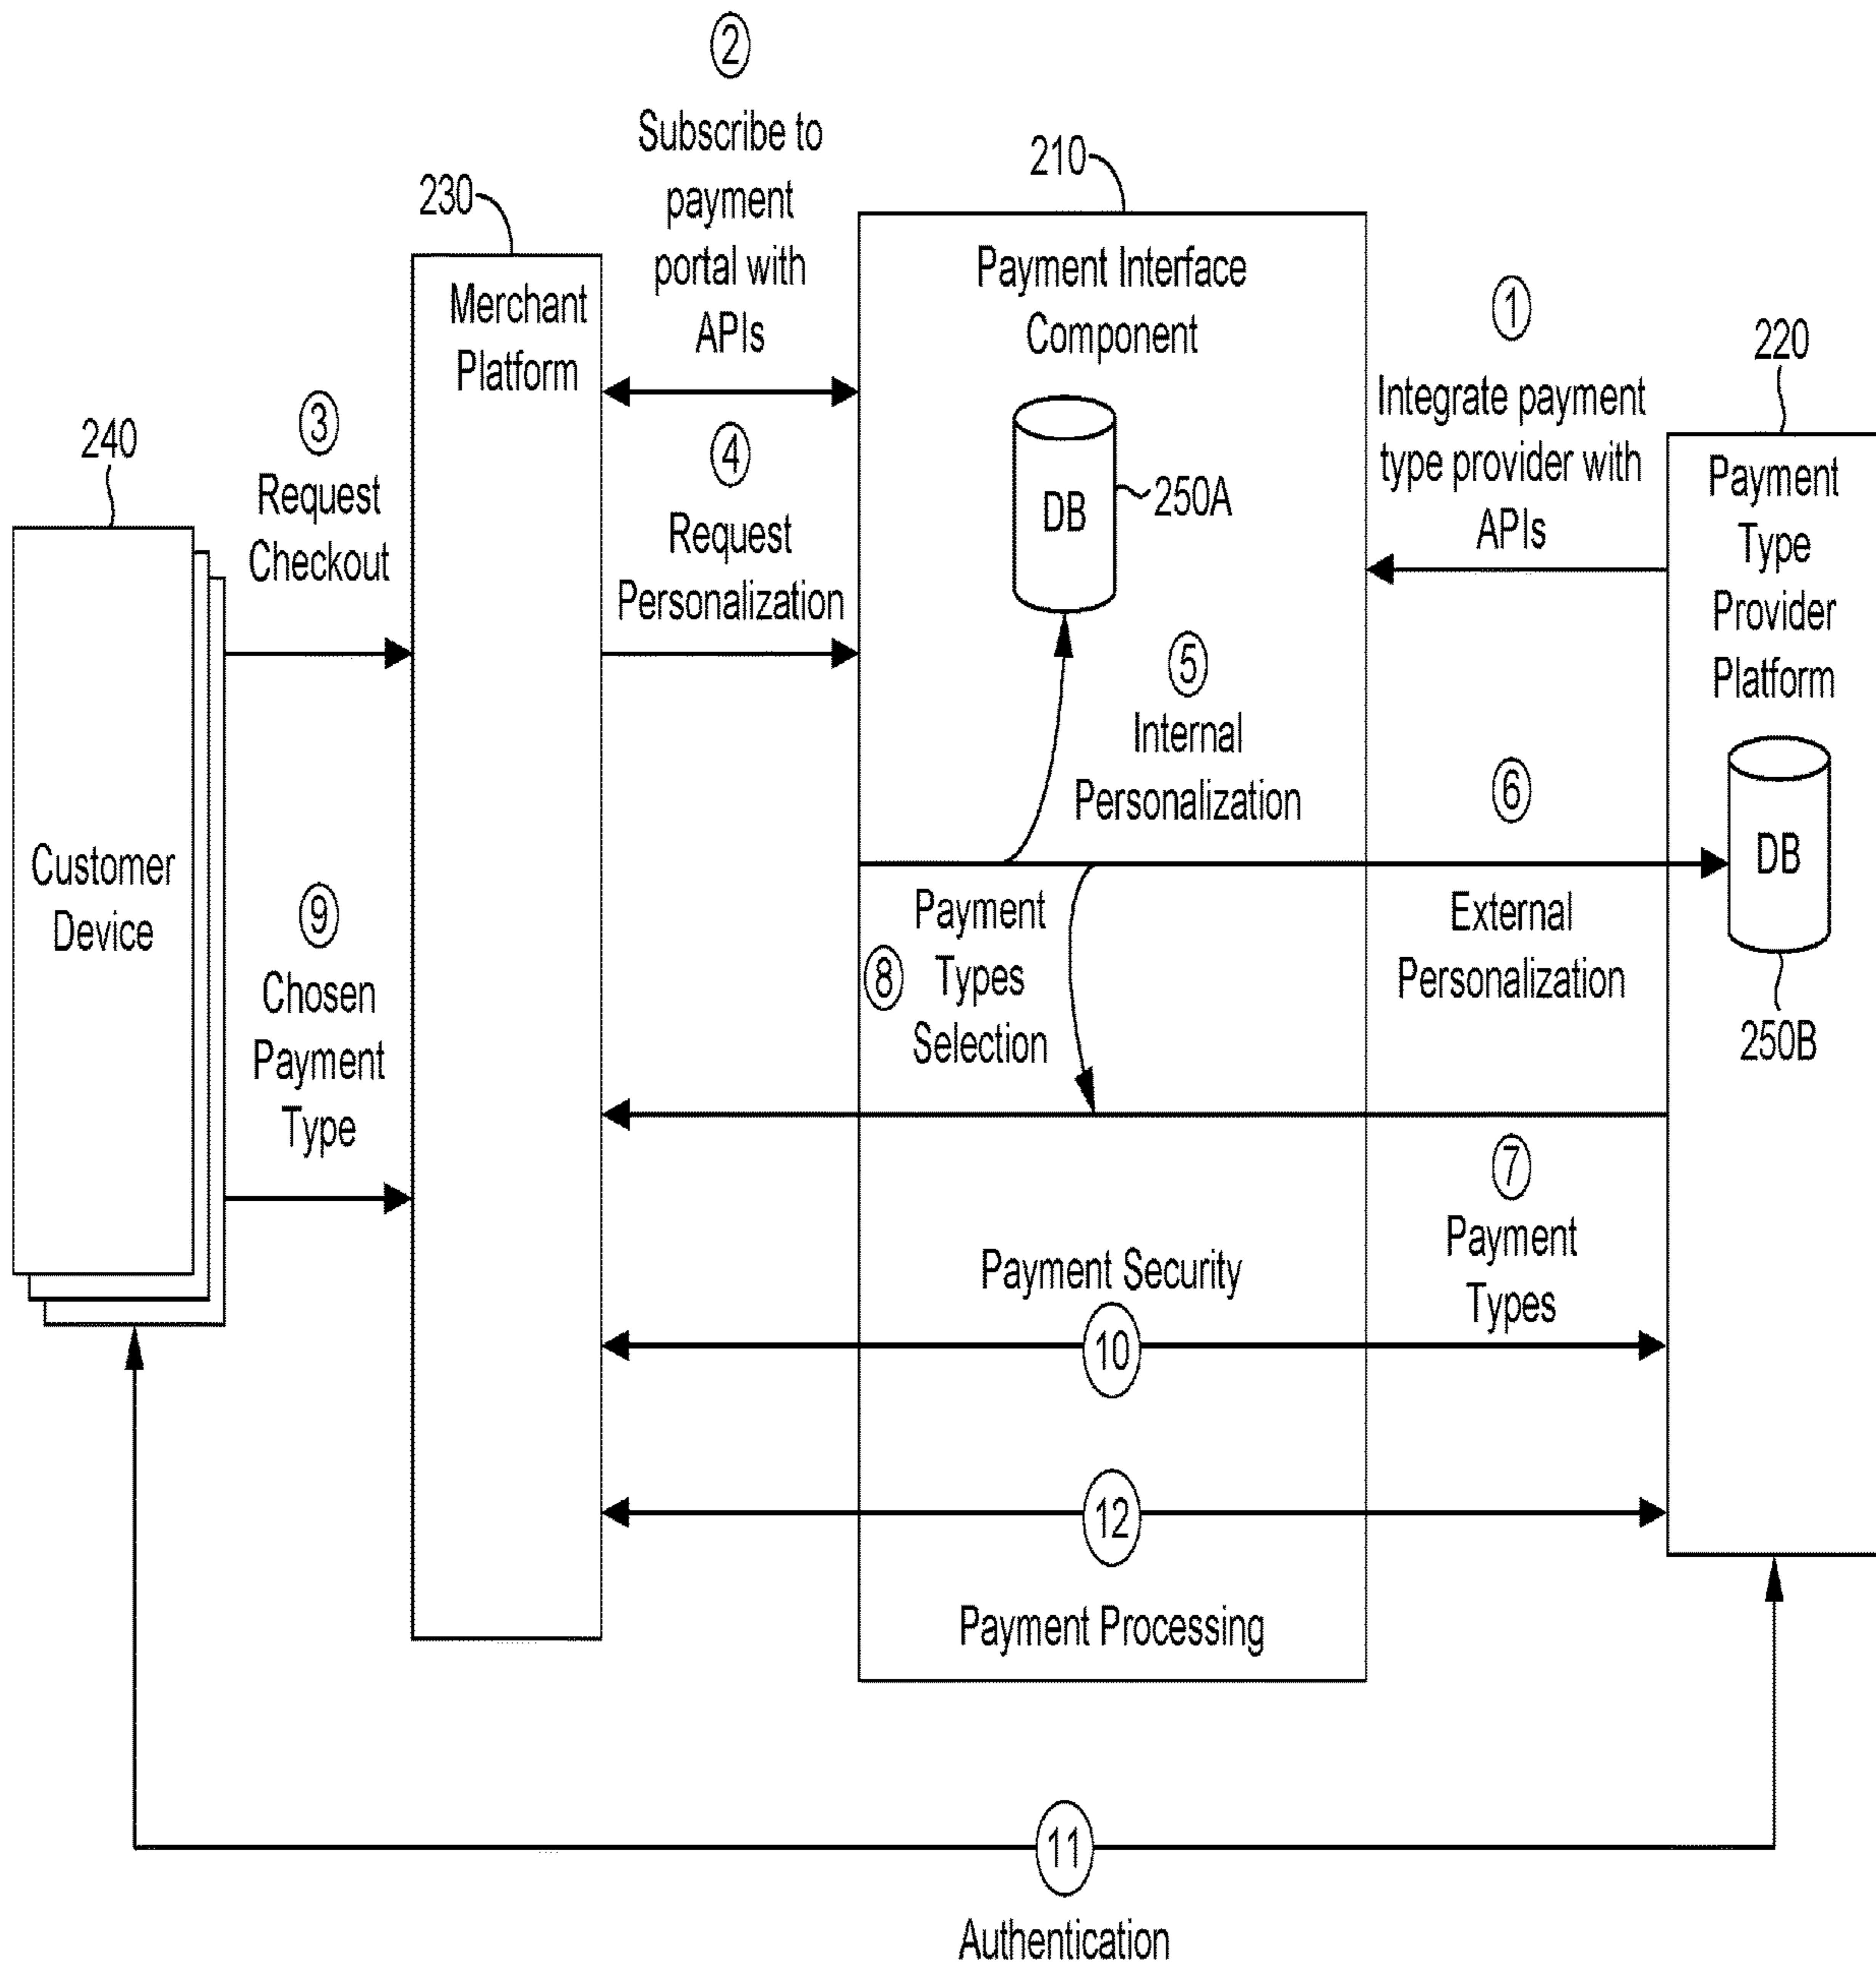 2
Subscribe to
payment
portal with
APIs
210
230
Payment Interface
Component
Merchant
Platform
1
220
Integrate payment
type provider with
APIs
3
Request
Checkout
240
4
Request
Personalization
DB
250A
Payment
Type
Provider
Platform
5
Internal
Personalization
6
DB
Customer
Device
9
Chosen
Payment
Type
8
Payment
Types
Selection
External
Personalization
250B
7
Payment
Types
Payment Security
10
12
Payment Processing
11
Authentication